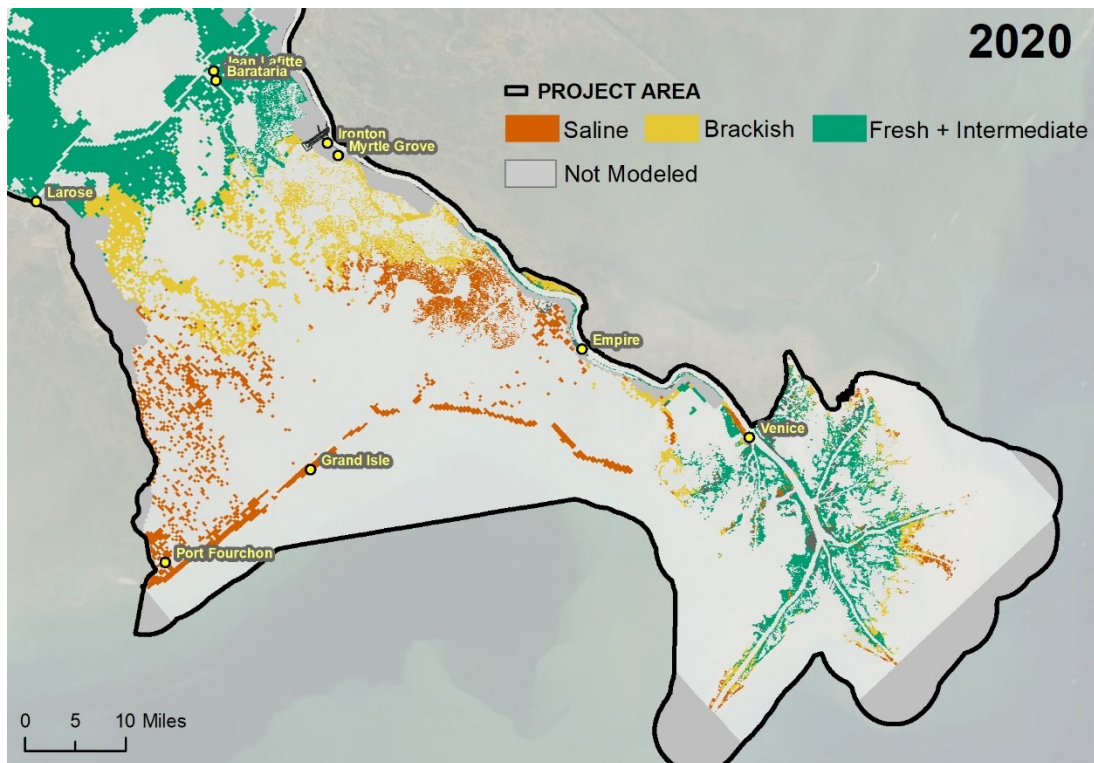 2020
PROJECT AREA
Saline Brackish Fresh + Intermediate
Not Modeled
Jean Lafitte
Barataria
Ironton
Myrtle Grove
Larose
Empire
Venice
Grand Isle
Port Fourchon
0 5 10 Miles